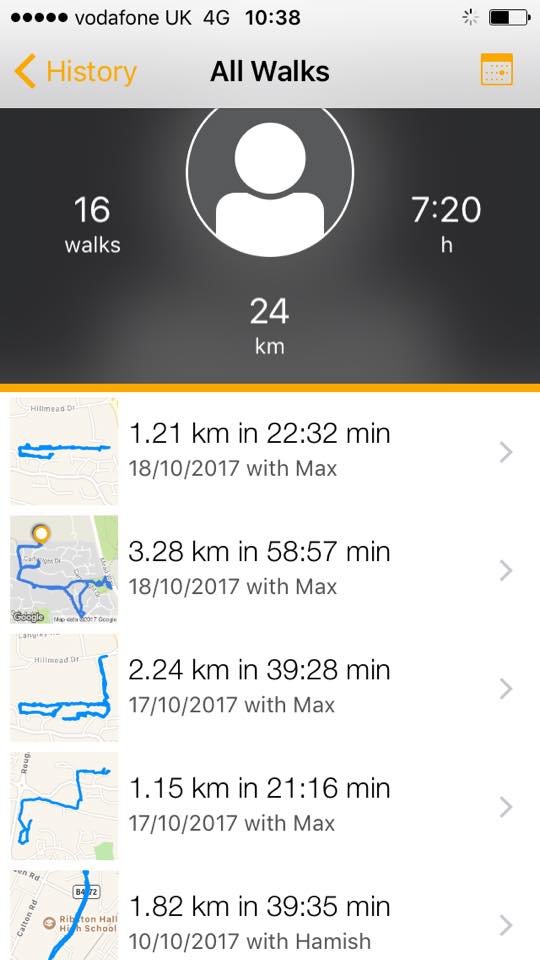 vodafone UK 4G 10:38
History All Walks
16
walks
7:20
h
24
km
Hillmead Dr
1.21 km in 22:32 min
18/10/2017 with Max
3.28 km in 58:57 min
18/10/2017 with Max
Google Map data ©2017 Google
Hillmead Dr
2.24 km in 39:28 min
17/10/2017 with Max
1.15 km in 21:16 min
17/10/2017 with Max
Calton Rd
Ribston Hall
High School
1.82 km in 39:35 min
10/10/2017 with Hamish